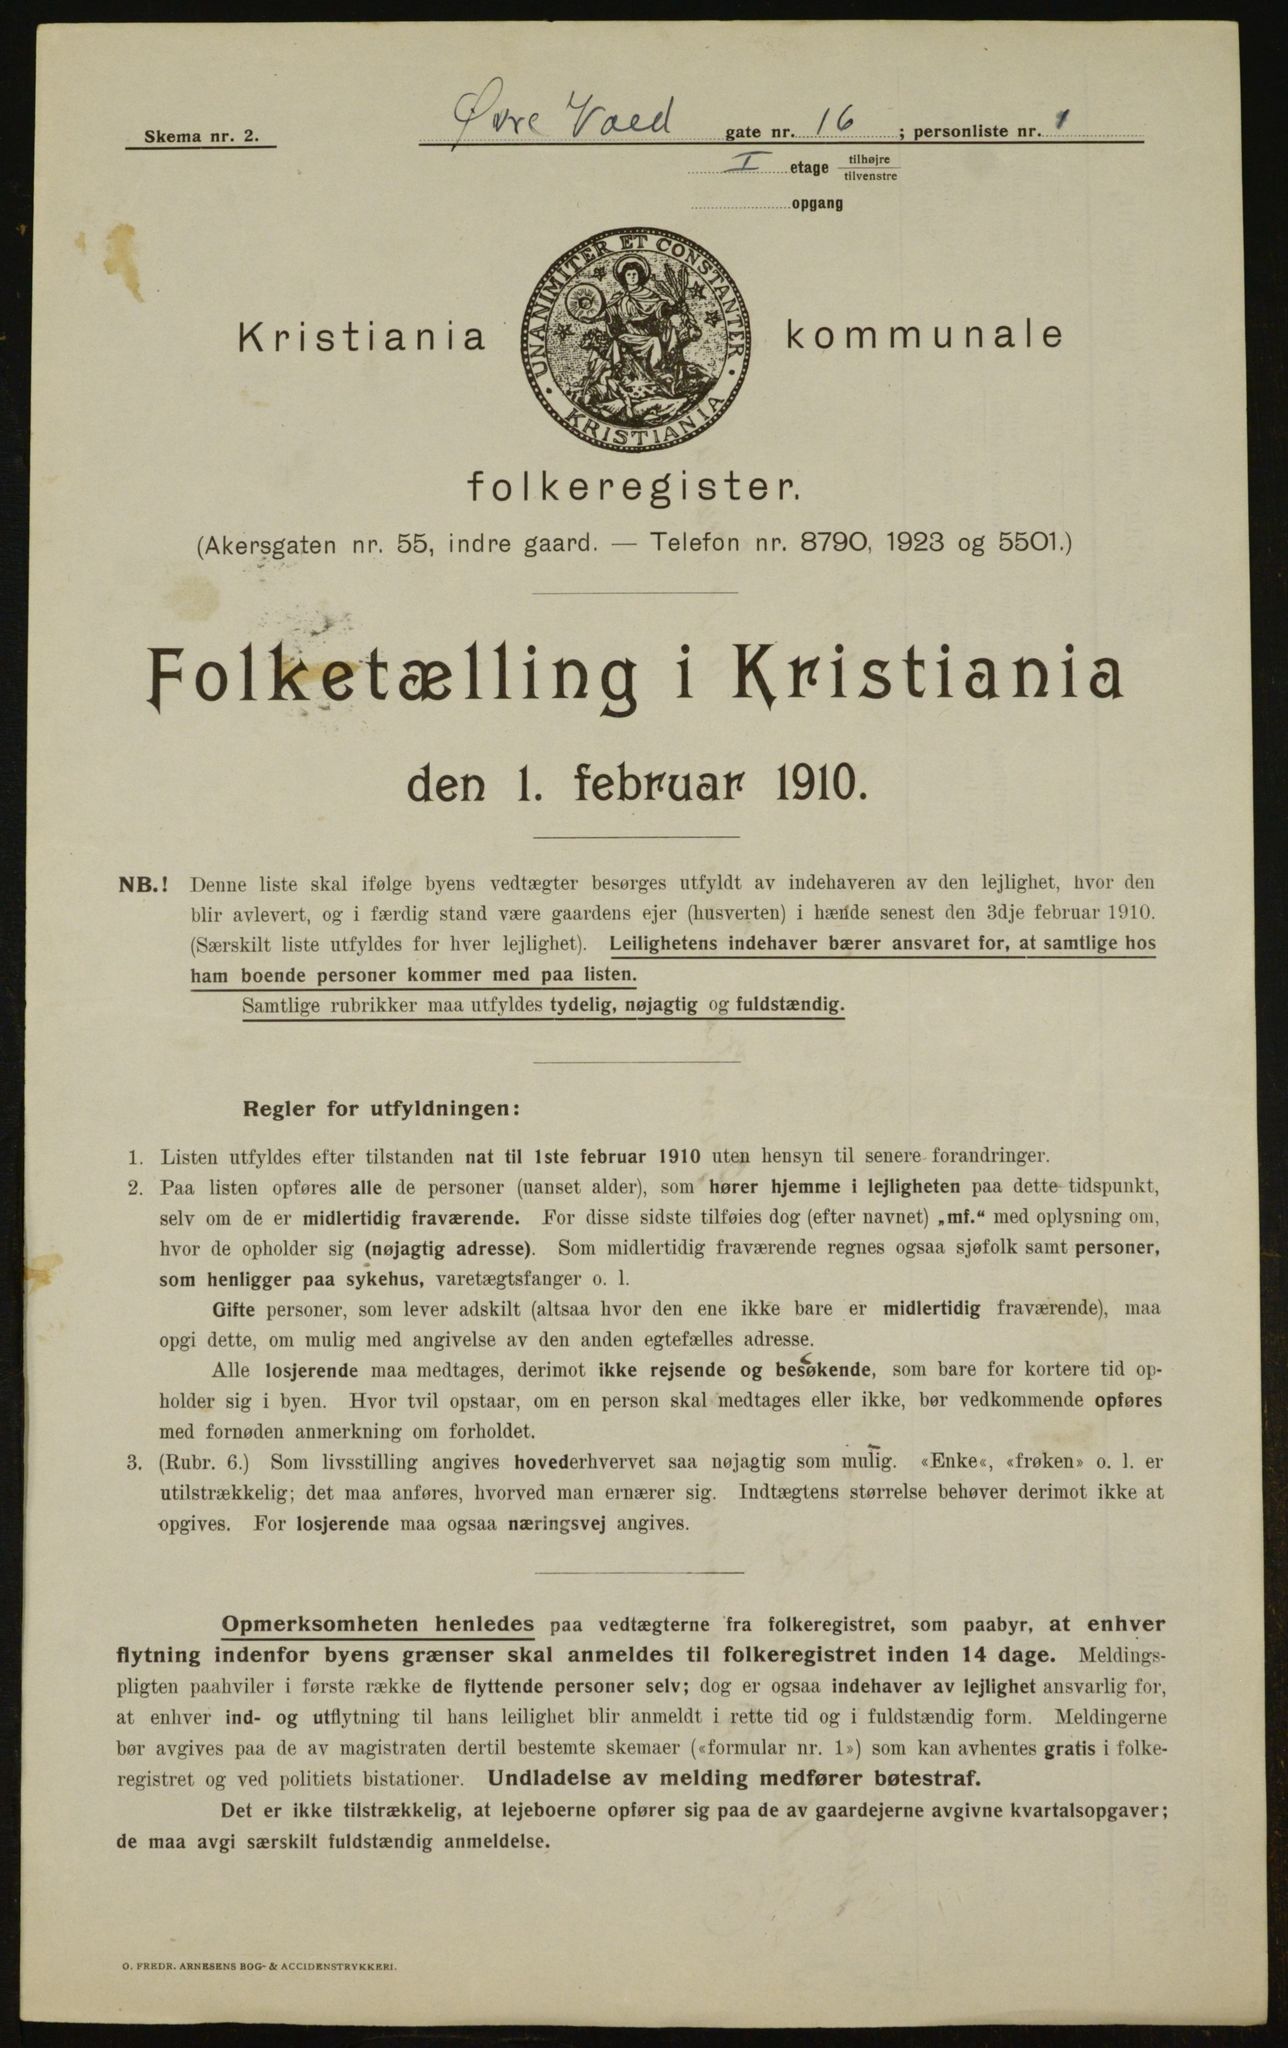 Skema nr. 2.
Øvre Vold gate nr. 16 ; personliste nr. 1
I etage tilhøjre
tilvenstre
opgang
UNANIMITER ET CONSTANTER
Kristiania kommunale
KRISTIANIA
folkeregister.
(Akersgaten nr. 55, indre gaard. — Telefon nr. 8790, 1923 og 5501.)
Folketælling i Kristiania
den 1. februar 1910.
NB.! Denne liste skal ifølge byens vedtægter besørges utfyldt av indehaveren av den lejlighet, hvor den
blir avlevert, og i færdig stand være gaardens ejer (husverten) i hænde senest den 3dje februar 1910.
(Særskilt liste utfyldes for hver lejlighet). Leilighetens indehaver bærer ansvaret for, at samtlige hos
ham boende personer kommer med paa listen.
Samtlige rubrikker maa utfyldes tydelig, nøjagtig og fuldstændig.
Regler for utfyldningen:
1. Listen utfyldes efter tilstanden nat til 1ste februar 1910 uten hensyn til senere forandringer.
2. Paa listen opføres alle de personer (uanset alder), som hører hjemme i lejligheten paa dette tidspunkt,
selv om de er midlertidig fraværende. For disse sidste tilføies dog (efter navnet) „mf.“ med oplysning om,
hvor de opholder sig (nøjagtig adresse). Som midlertidig fraværende regnes ogsaa sjøfolk samt personer,
som henligger paa sykehus, varetægtsfanger o. l.
Gifte personer, som lever adskilt (altsaa hvor den ene ikke bare er midlertidig fraværende), maa
opgi dette, om mulig med angivelse av den anden egtefælles adresse.
Alle losjerende maa medtages, derimot ikke rejsende og besøkende, som bare for kortere tid op-
holder sig i byen. Hvor tvil opstaar, om en person skal medtages eller ikke, bør vedkommende opføres
med fornøden anmerkning om forholdet.
3. (Rubr. 6.) Som livsstilling angives hovederhvervet saa nøjagtig som mulig. «Enke«, «frøken» o. l. er
utilstrækkelig; det maa anføres, hvorved man ernærer sig. Indtægtens størrelse behøver derimot ikke at
opgives. For losjerende maa ogsaa næringsvej angives.
Opmerksomheten henledes paa vedtægterne fra folkeregistret, som paabyr, at enhver
flytning indenfor byens grænser skal anmeldes til folkeregistret inden 14 dage. Meldings-
pligten paahviler i første række de flyttende personer selv; dog er ogsaa indehaver av lejlighet ansvarlig for,
at enhver ind- og utflytning til hans leilighet blir anmeldt i rette tid og i fuldstændig form. Meldingerne
bør avgives paa de av magistraten dertil bestemte skemaer («formular nr. 1») som kan avhentes gratis i folke-
registret og ved politiets bistationer. Undladelse av melding medfører bøtestraf.
Det er ikke tilstrækkelig, at lejeboerne opfører sig paa de av gaardejerne avgivne kvartalsopgaver;
de maa avgi særskilt fuldstændig anmeldelse.
O. FREDR. ARNESENS BOG- & ACCIDENSTRYKKERI.